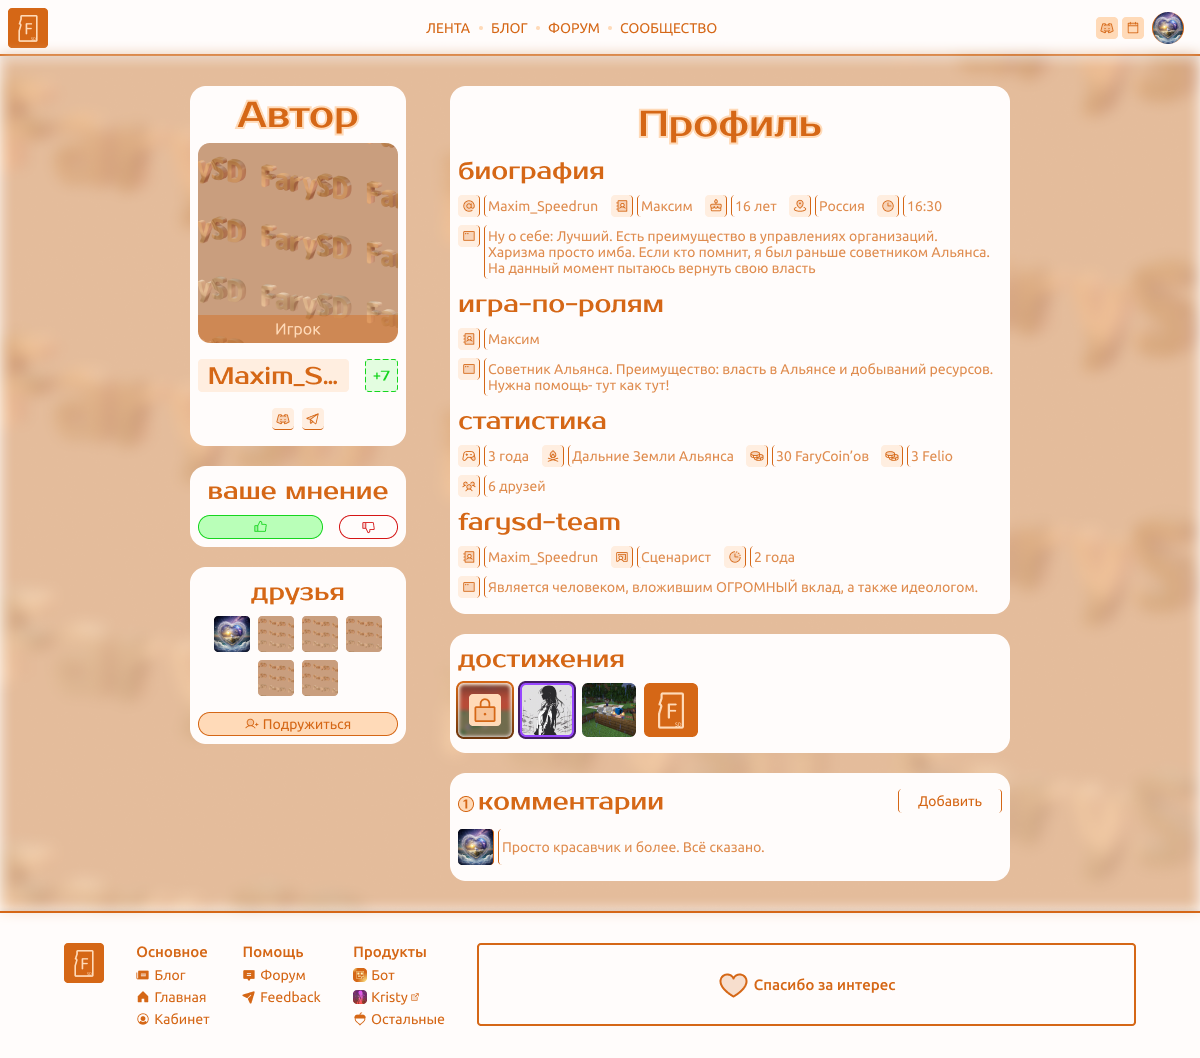 F
ЛЕНТА • БЛОГ • ФОРУМ • СООБЩЕСТВО
Автор
FarySD
Игрок
Maxim_S...
+7
ваше мнение
друзья
Подружиться
Профиль
биография
Maxim_Speedrun Максим 16 лет Россия 16:30
Ну о себе: Лучший. Есть преимущество в управлениях организаций.
Харизма просто имба. Если кто помнит, я был раньше советником Альянса.
На данный момент пытаюсь вернуть свою власть
игра-по-ролям
Максим
Советник Альянса. Преимущество: власть в Альянсе и добываний ресурсов.
Нужна помощь- тут как тут!
статистика
3 года Дальние Земли Альянса 30 FaryCoin’ов 3 Felio
6 друзей
farysd-team
Maxim_Speedrun Сценарист 2 года
Является человеком, вложившим ОГРОМНЫЙ вклад, а также идеологом.
достижения
F
SD
1 комментарии
Добавить
Просто красавчик и более. Всё сказано.
F
Основное
Блог
Главная
Кабинет
Помощь
Форум
Feedback
Продукты
Бот
Kristy
Остальные
Спасибо за интерес